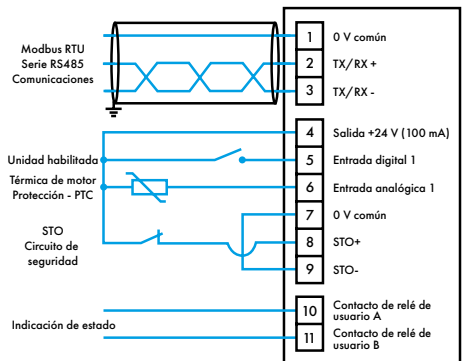 Modbus RTU
Serie RS485
Comunicaciones
1 0 V común
2 TX/RX +
3 TX/RX -
4 Salida +24 V (100 mA)
Unidad habilitada
5 Entrada digital 1
Térmica de motor
Protección - PTC
6 Entrada analógica 1
7 0 V común
STO
Circuito de
seguridad
8 STO+
9 STO-
Indicación de estado
10 Contacto de relé de
usuario A
11 Contacto de relé de
usuario B